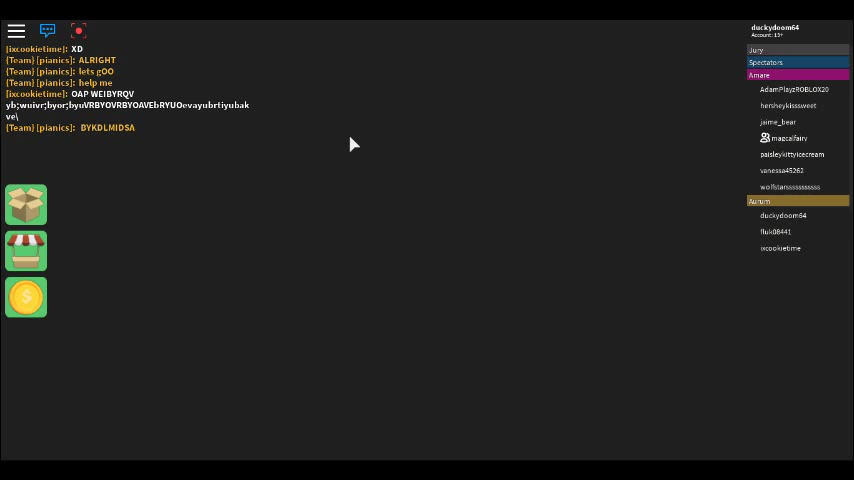 [ixcookietime]: XD
{Team} [pianics]: ALRIGHT
{Team} [pianics]: lets gOO
{Team} [pianics]: help me
[ixcookietime]: OAP WEIBYRQV
yb;wuivr;byor;byuVRBYOVRBYOAVEbRYUOevayubrtiyubak
ve\
{Team} [pianics]: BYKDLMIDSA
duckydoom64
Account: 13+
Jury
Spectators
Amare
AdamPlayzROBLOX20
hersheykisssweet
jaime_bear
magcalfairy
paisleykittyicecream
vanessa45262
wolfstarsssssssssss
Aurum
duckydoom64
fluk08441
ixcookietime